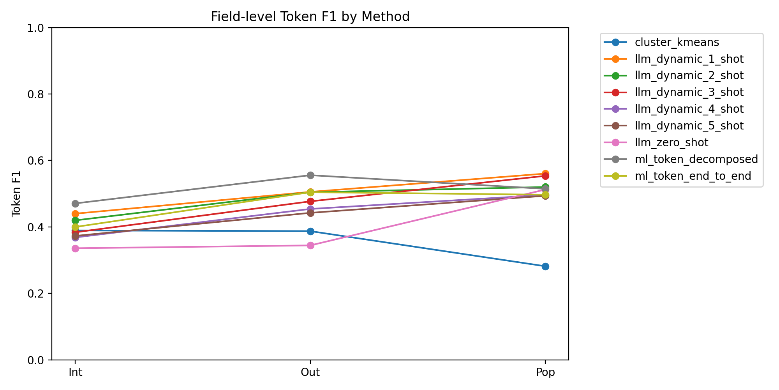 Field-level Token F1 by Method
Token F1
1.0
0.8
0.6
0.4
0.2
0.0
Int
Out
Pop
cluster_kmeans
llm_dynamic_1_shot
llm_dynamic_2_shot
llm_dynamic_3_shot
llm_dynamic_4_shot
llm_dynamic_5_shot
llm_zero_shot
ml_token_decomposed
ml_token_end_to_end